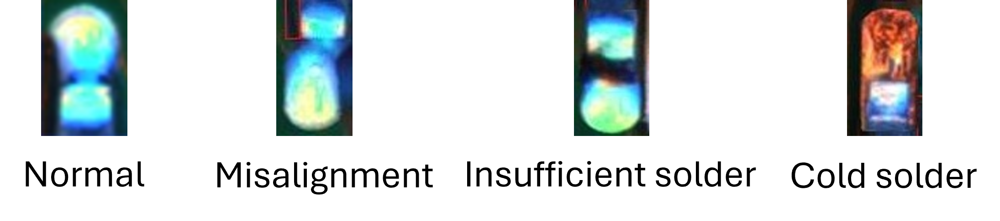 Normal Misalignment Insufficient solder Cold solder